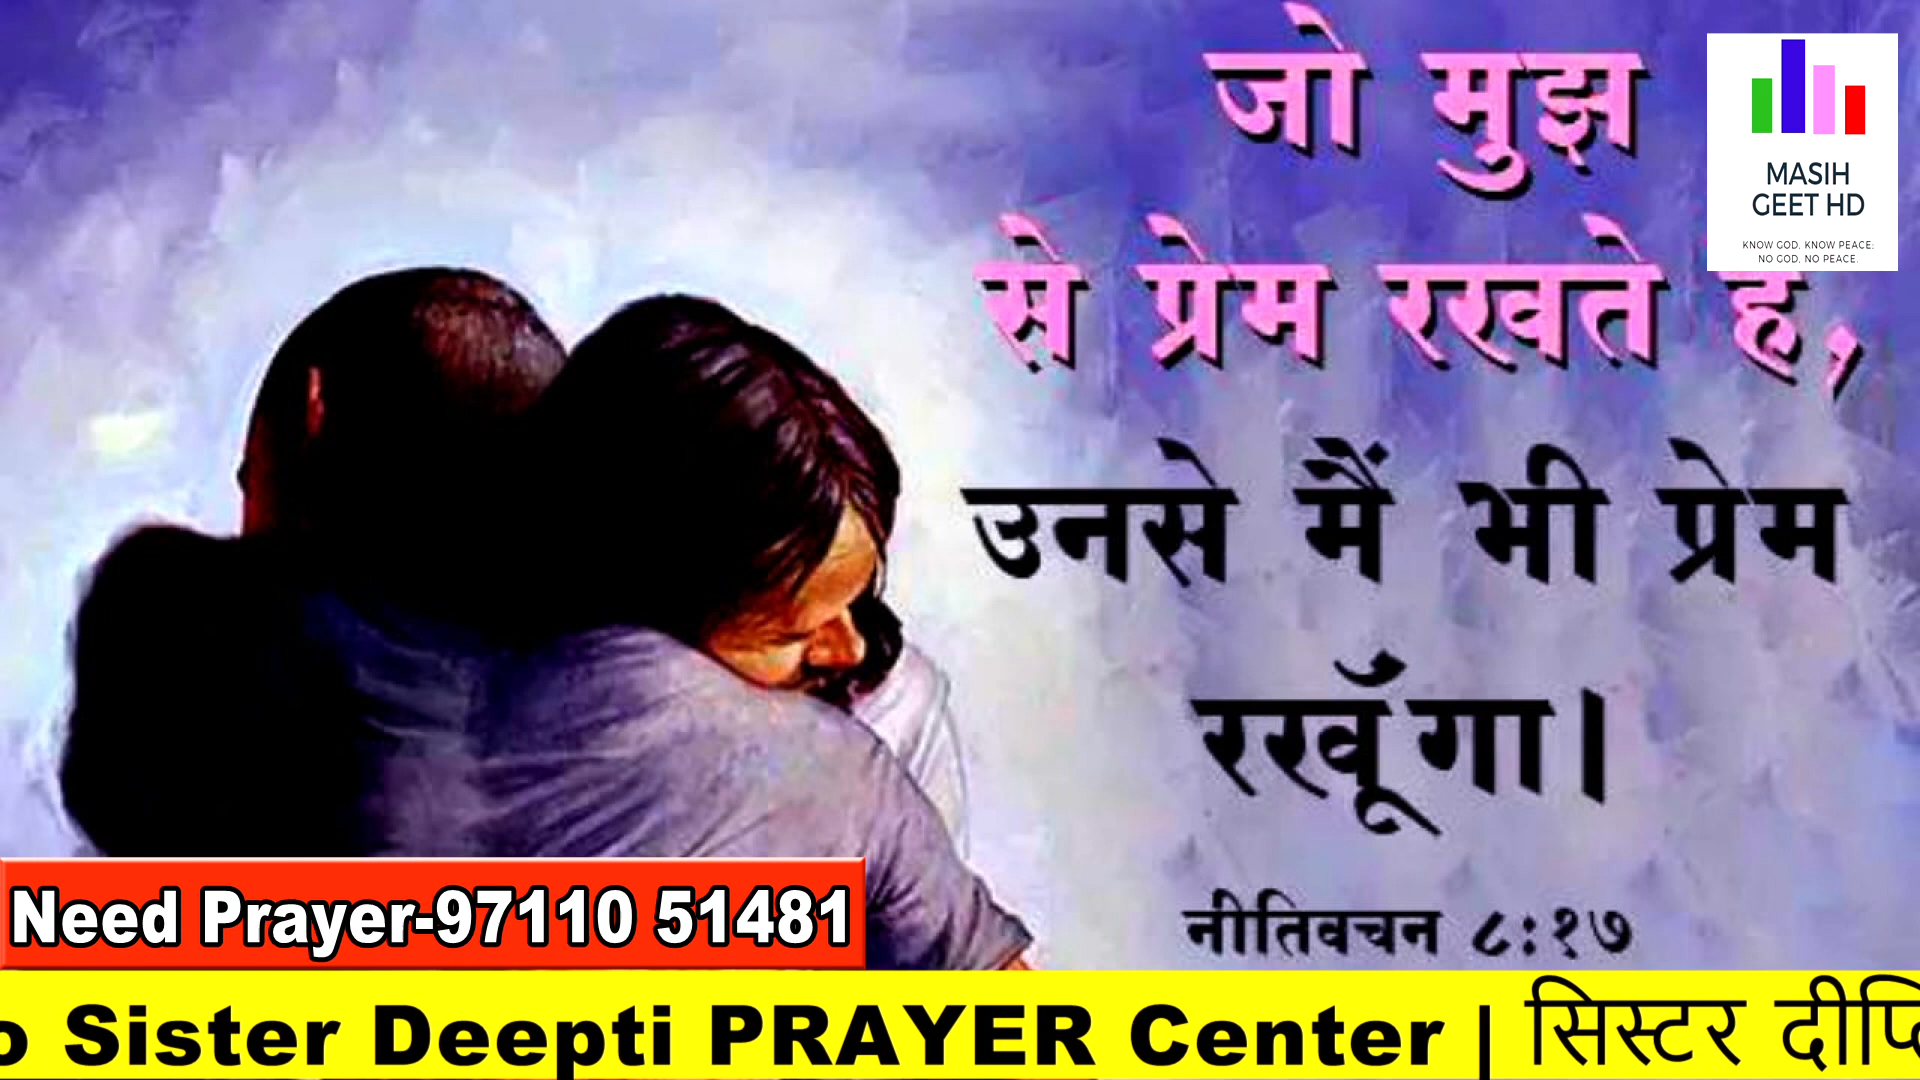 जो मुझ
से प्रेम रखते ह,
उनसे मैं भी प्रेम
रखूँगा।
नीतिवचन ८:१७
MASIH
GEET HD
KNOW GOD, KNOW PEACE;
NO GOD, NO PEACE.
Need Prayer-97110 51481
Sister Deepti PRAYER Center | सिस्टर